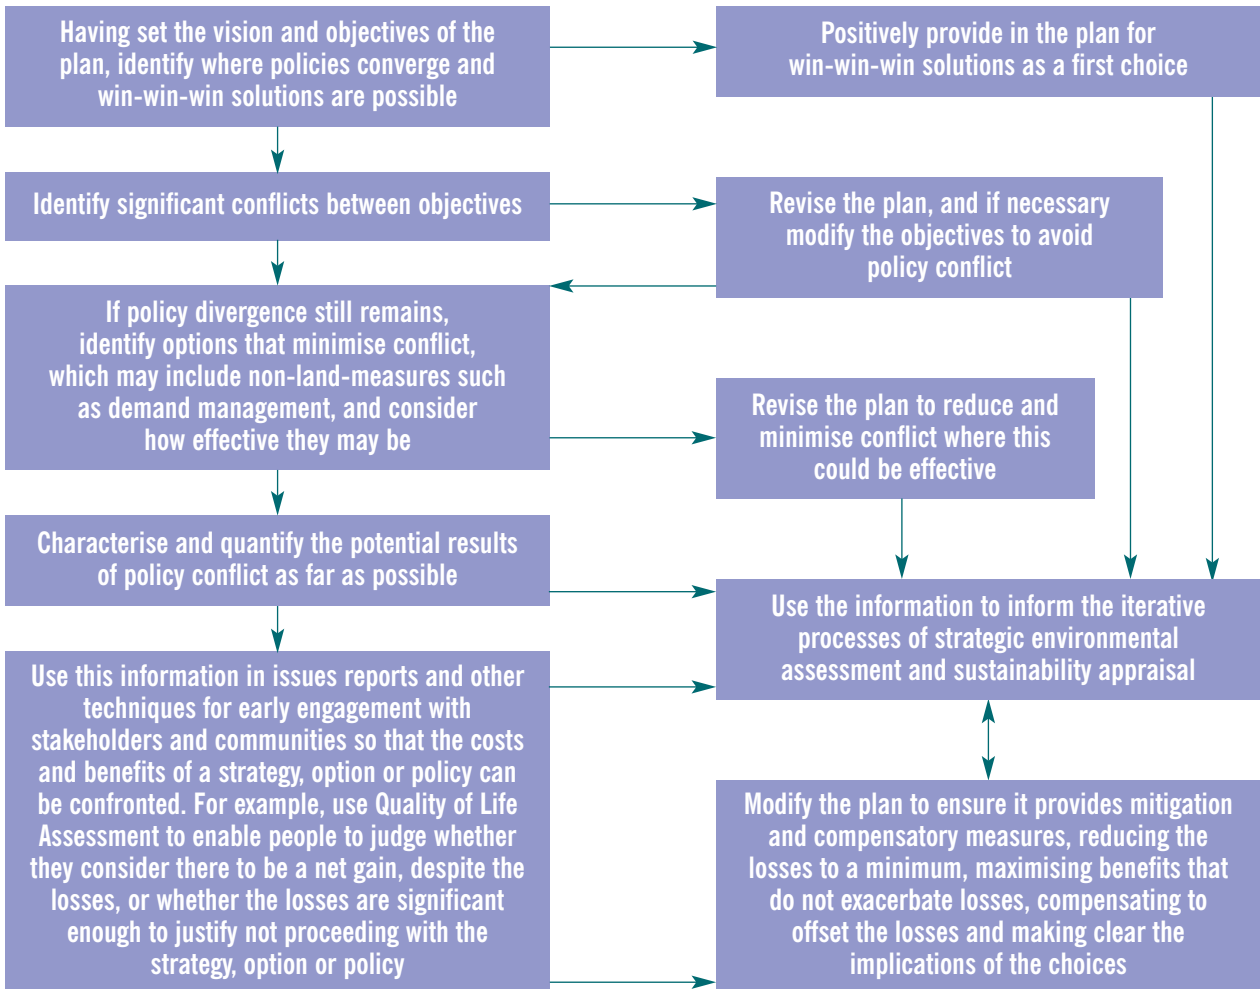 Having set the vision and objectives of the
plan, identify where policies converge and
win-win-win solutions are possible
Positively provide in the plan for
win-win-win solutions as a first choice
Identify significant conflicts between objectives
Revise the plan, and if necessary
modify the objectives to avoid
policy conflict
If policy divergence still remains,
identify options that minimise conflict,
which may include non-land-measures such
as demand management, and consider
how effective they may be
Revise the plan to reduce and
minimise conflict where this
could be effective
Characterise and quantify the potential results
of policy conflict as far as possible
Use the information to inform the iterative
processes of strategic environmental
assessment and sustainability appraisal
Use this information in issues reports and other
techniques for early engagement with
stakeholders and communities so that the costs
and benefits of a strategy, option or policy can
be confronted. For example, use Quality of Life
Assessment to enable people to judge whether
they consider there to be a net gain, despite the
losses, or whether the losses are significant
enough to justify not proceeding with the
strategy, option or policy
Modify the plan to ensure it provides mitigation
and compensatory measures, reducing the
losses to a minimum, maximising benefits that
do not exacerbate losses, compensating to
offset the losses and making clear the
implications of the choices